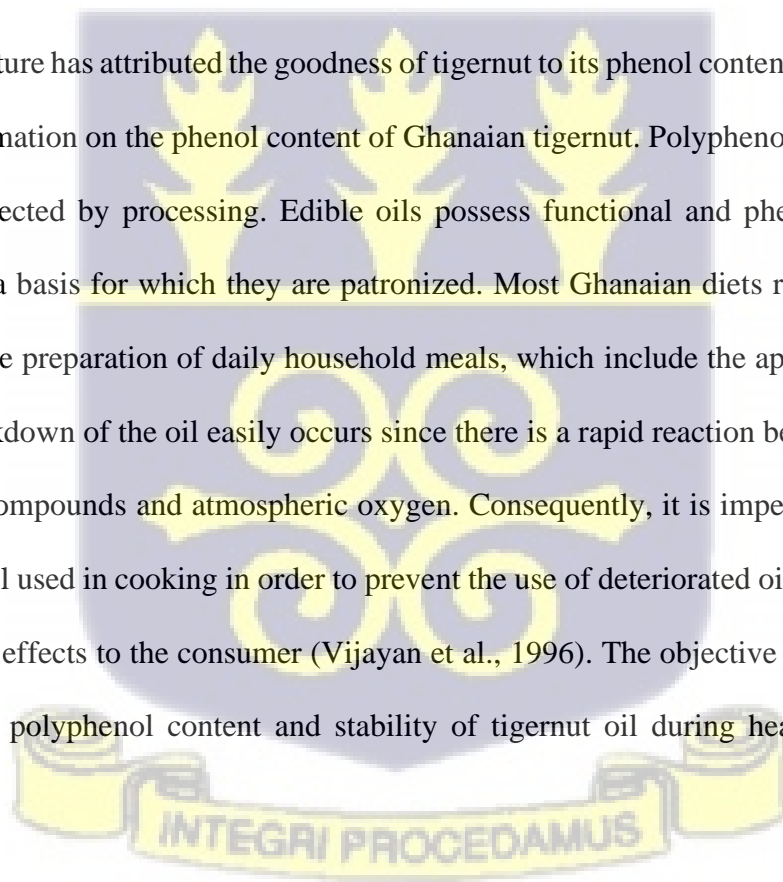 ture has attributed the goodness of tigernut to its phenol conten
mation on the phenol content of Ghanaian tigernut. Polypheno
ected by processing. Edible oils possess functional and phe
a basis for which they are patronized. Most Ghanaian diets r
e preparation of daily household meals, which include the ap
kdown of the oil easily occurs since there is a rapid reaction be
ompounds and atmospheric oxygen. Consequently, it is impe
l used in cooking in order to prevent the use of deteriorated oi
effects to the consumer (Vijayan et al., 1996). The objective
polyphenol content and stability of tigernut oil during hea
INTEGRI PROCEDAMUS